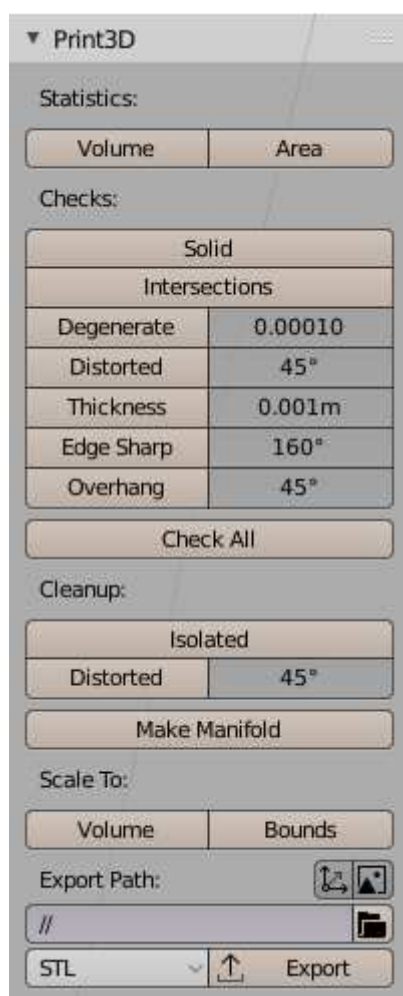 Print3D
Statistics:
Volume Area
Checks:
Solid
Intersections
Degenerate 0.00010
Distorted 45°
Thickness 0.001m
Edge Sharp 160°
Overhang 45°
Check All
Cleanup:
Isolated
Distorted 45°
Make Manifold
Scale To:
Volume Bounds
Export Path:
//
STL Export